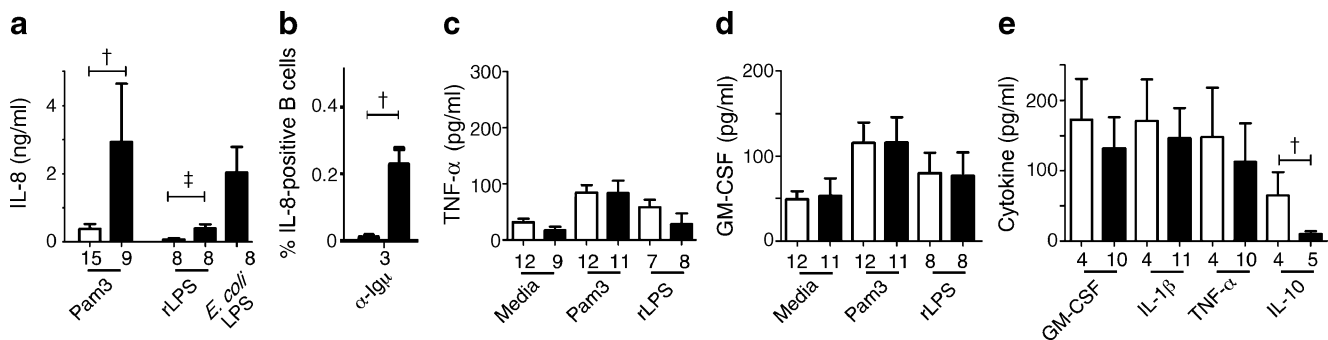 a
†
4
2
0
IL-8 (ng/ml)
‡
15 9 8 8 8
Pam3
rLPS
E. coli
LPS
b
% IL-8-positive B cells
0.4
0.2
0
†
3
α-Igμ
c
TNF-α (pg/ml)
300
200
100
0
12 9 12 11 7 8
Media
Pam3
rLPS
d
GM-CSF (pg/ml)
200
100
0
12 11 12 11 8 8
Media
Pam3
rLPS
e
Cytokine (pg/ml)
200
100
0
†
4 10 4 11 4 10 4 5
GM-CSF
IL-1β
TNF-α
IL-10